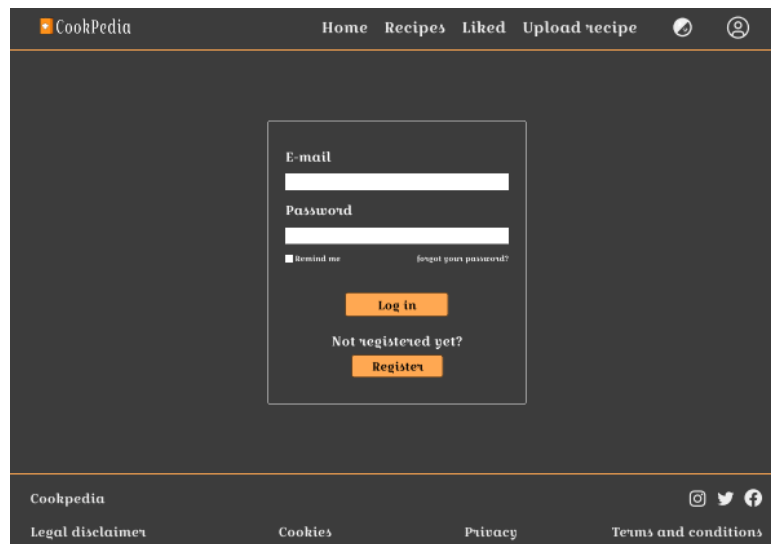 CookPedia
Home Recipes Liked Upload recipe
E-mail
Password
Remind me forgot your password?
Log in
Not registered yet?
Register
Cookpedia
Legal disclaimer Cookies Privacy Terms and conditions